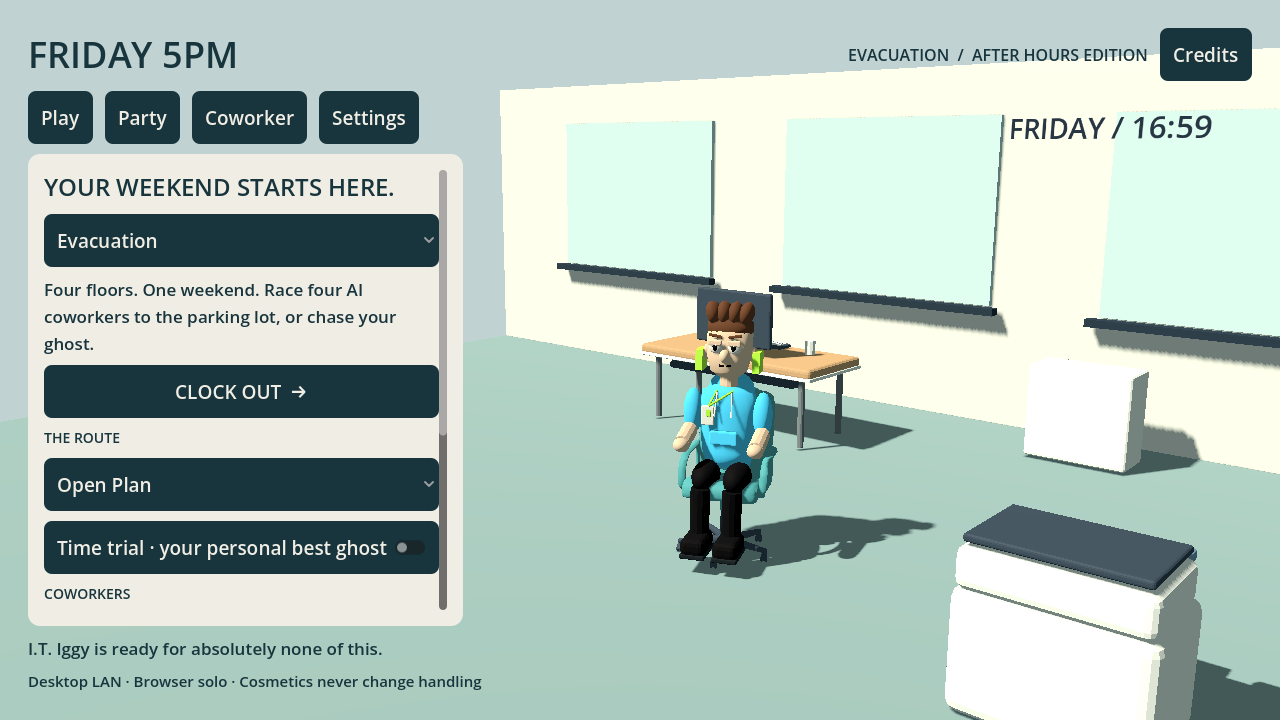 FRIDAY 5PM
EVACUATION / AFTER HOURS EDITION
Credits
Play
Party
Coworker
Settings
FRIDAY / 16:59
YOUR WEEKEND STARTS HERE.
Evacuation
Four floors. One weekend. Race four AI
coworkers to the parking lot, or chase your
ghost.
CLOCK OUT →
THE ROUTE
Open Plan
Time trial · your personal best ghost
COWORKERS
I.T. Iggy is ready for absolutely none of this.
Desktop LAN · Browser solo · Cosmetics never change handling